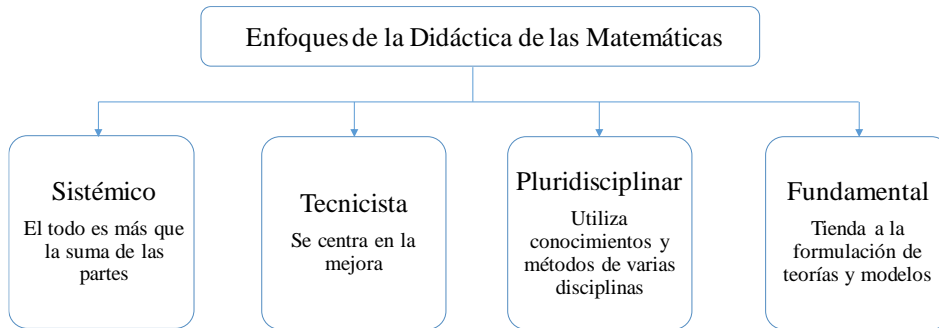 Enfoques de la Didáctica de las Matemáticas
Sistémico
El todo es más que
la suma de las
partes
Tecnicista
Se centra en la
mejora
Pluridisciplinar
Utiliza
conocimientos y
métodos de varias
disciplinas
Fundamental
Tienda a la
formulación de
teorías y modelos